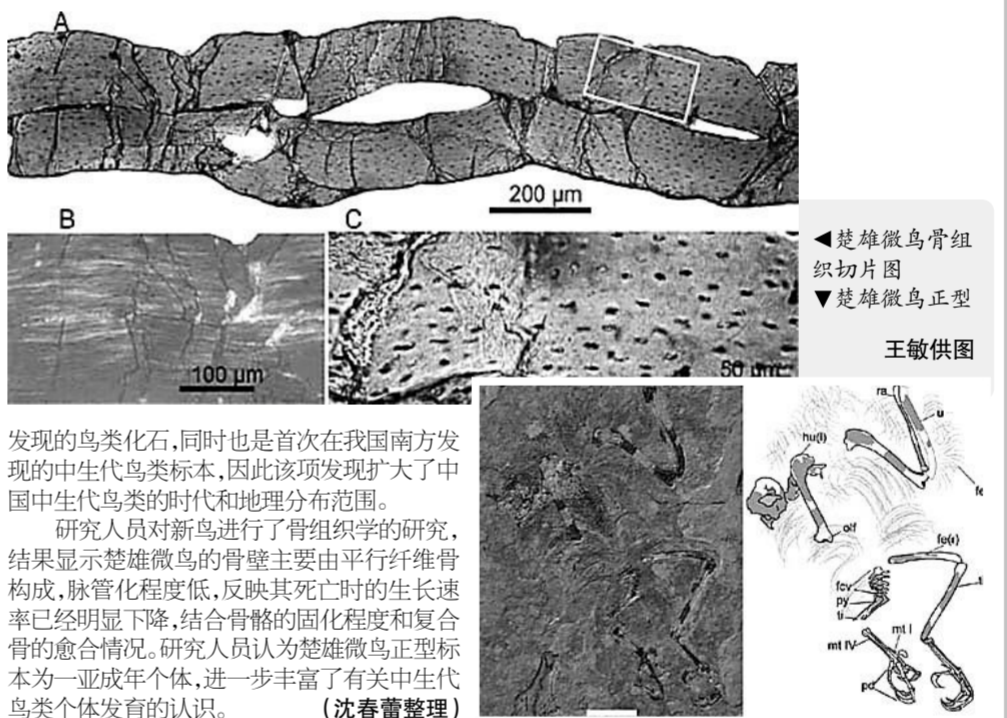 A
200 μm
B
C
100 μm
50 μm
◀楚雄微鸟骨组
织切片图
▼楚雄微鸟正型
王敏供图
发现的鸟类化石,同时也是首次在我国南方发
现的中生代鸟类标本,因此该项发现扩大了中
国中生代鸟类的时代和地理分布范围。
研究人员对新鸟进行了骨组织学的研究,
结果显示楚雄微鸟的骨壁主要由平行纤维骨
构成,脉管化程度低,反映其死亡时的生长速
率已经明显下降,结合骨骼的固化程度和复合
骨的愈合情况。研究人员认为楚雄微鸟正型标
本为一亚成年个体,进一步丰富了有关中生代
鸟类个体发育的认识。 (沈春蕾整理)
ra
u
hu(l)
fe
olf
fe(r)
fcv
py
ti
ti
mt I
mt IV